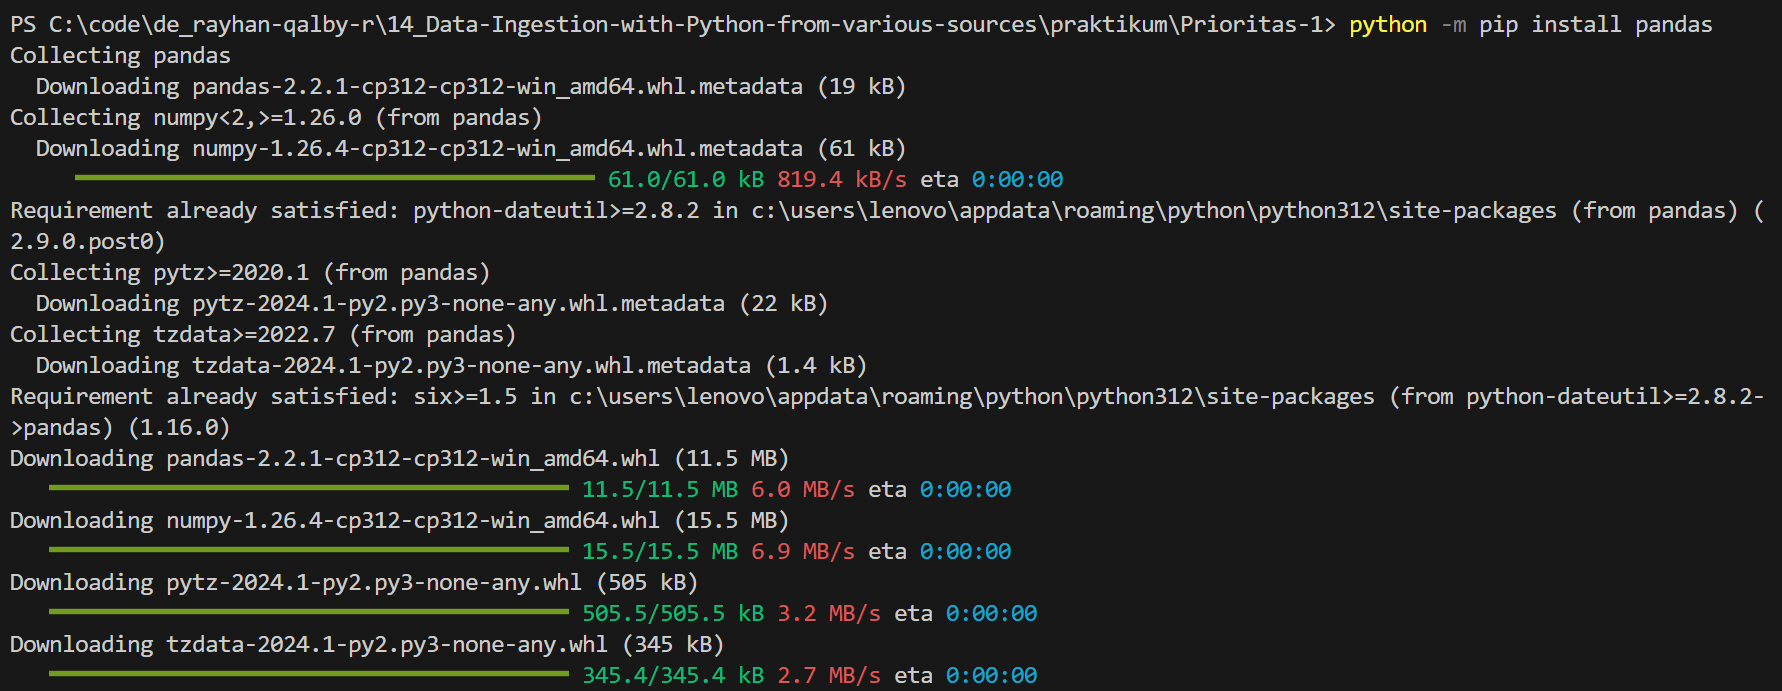 PS C:\code\de_rayhan-qalby-r\14_Data-Ingestion-with-Python-from-various-sources\praktikum\Prioritas-1> python -m pip install pandas
Collecting pandas
  Downloading pandas-2.2.1-cp312-cp312-win_amd64.whl.metadata (19 kB)
Collecting numpy<2,>=1.26.0 (from pandas)
  Downloading numpy-1.26.4-cp312-cp312-win_amd64.whl.metadata (61 kB)
61.0/61.0 kB 819.4 kB/s eta 0:00:00
Requirement already satisfied: python-dateutil>=2.8.2 in c:\users\lenovo\appdata\roaming\python\python312\site-packages (from pandas) (
2.9.0.post0)
Collecting pytz>=2020.1 (from pandas)
  Downloading pytz-2024.1-py2.py3-none-any.whl.metadata (22 kB)
Collecting tzdata>=2022.7 (from pandas)
  Downloading tzdata-2024.1-py2.py3-none-any.whl.metadata (1.4 kB)
Requirement already satisfied: six>=1.5 in c:\users\lenovo\appdata\roaming\python\python312\site-packages (from python-dateutil>=2.8.2-
>pandas) (1.16.0)
Downloading pandas-2.2.1-cp312-cp312-win_amd64.whl (11.5 MB)
11.5/11.5 MB 6.0 MB/s eta 0:00:00
Downloading numpy-1.26.4-cp312-cp312-win_amd64.whl (15.5 MB)
15.5/15.5 MB 6.9 MB/s eta 0:00:00
Downloading pytz-2024.1-py2.py3-none-any.whl (505 kB)
505.5/505.5 kB 3.2 MB/s eta 0:00:00
Downloading tzdata-2024.1-py2.py3-none-any.whl (345 kB)
345.4/345.4 kB 2.7 MB/s eta 0:00:00